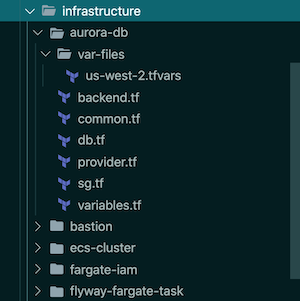 infrastructure
aurora-db
var-files
us-west-2.tfvars
backend.tf
common.tf
db.tf
provider.tf
sg.tf
variables.tf
bastion
ecs-cluster
fargate-iam
flyway-fargate-task